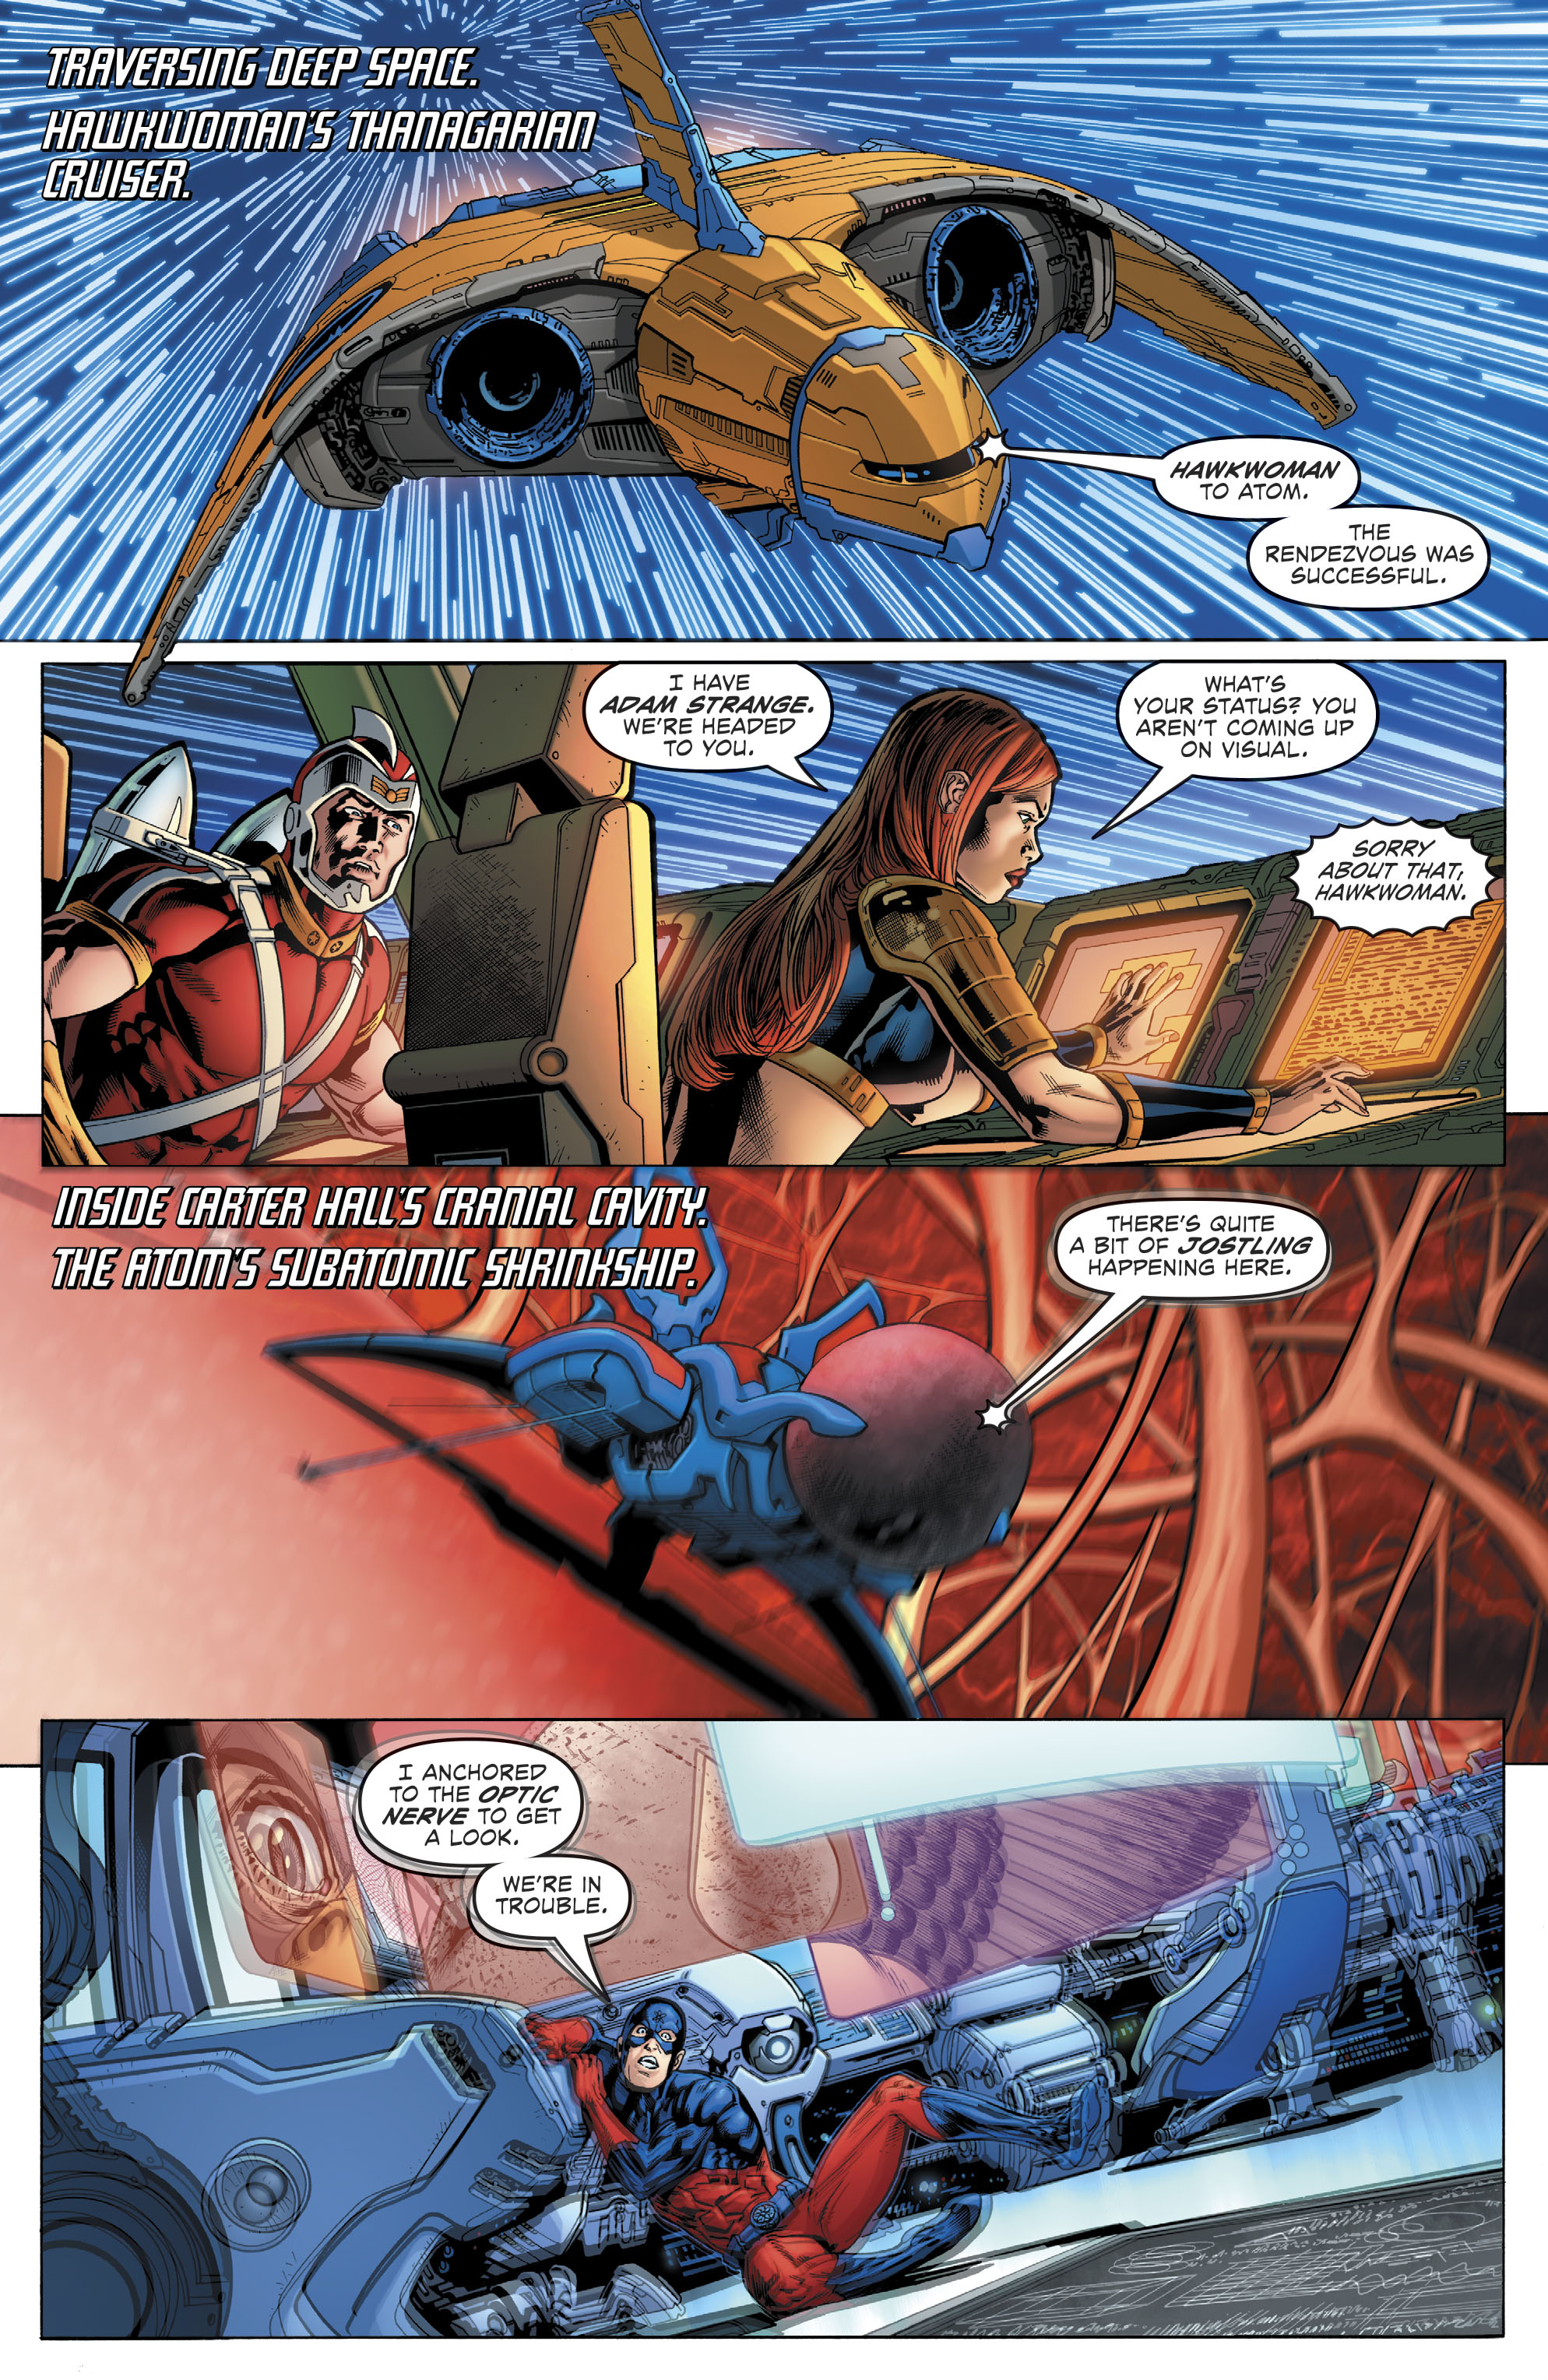 TRAVERSING DEEP SPACE.
HAWKWOMAN'S THANAGARIAN
CRUISER.
HAWKWOMAN
TO ATOM.
THE
RENDEZVOUS WAS
SUCCESSFUL.
I HAVE
ADAM STRANGE.
WE'RE HEADED
TO YOU.
WHAT'S
YOUR STATUS? YOU
AREN'T COMING UP
ON VISUAL.
SORRY
ABOUT THAT,
HAWKWOMAN.
INSIDE CARTER HALL'S CRANIAL CAVITY.
THE ATOM'S SUBATOMIC SHRINKSHIP.
THERE'S QUITE
A BIT OF JOSTLING
HAPPENING HERE.
I ANCHORED
TO THE OPTIC
NERVE TO GET
A LOOK.
WE'RE IN
TROUBLE.